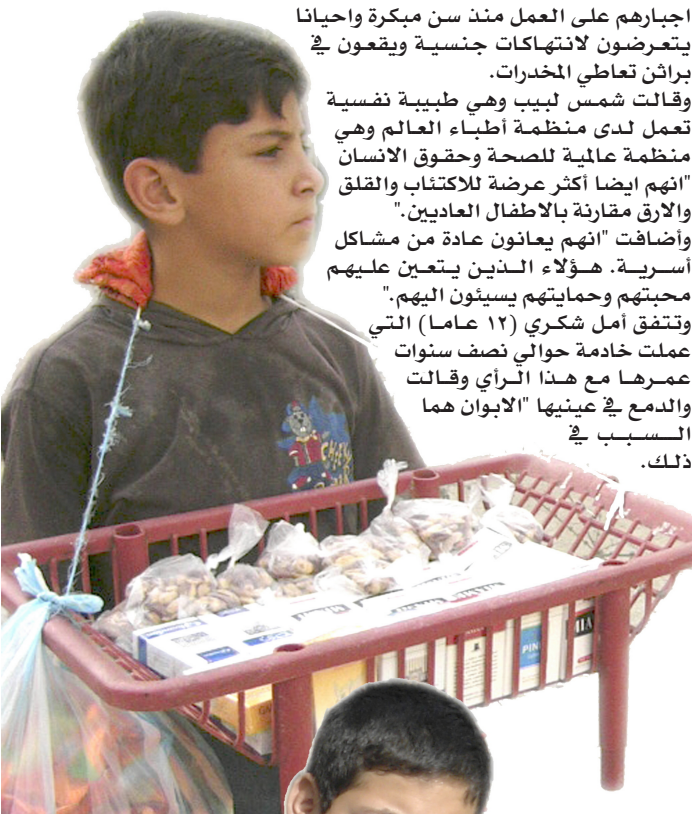 اجبارهم على العمل منذ سن مبكرة واحيانا
يتعرضون لانتهاكات جنسية ويقعون في
براثن تعاطي المخدرات.
وقالت شمس لبيب وهي طبيبة نفسية
تعمل لدى منظمة أطباء العالم وهي
منظمة عالمية للصحة وحقوق الانسان
"انهم ايضا أكثر عرضة للاكتئاب والقلق
والارق مقارنة بالاطفال العاديين."
وأضافت "انهم يعانون عادة من مشاكل
أسرية. هؤلاء الذين يتعين عليهم
محبتهم وحمايتهم يسيئون اليهم."
وتتفق أمل شكري (١٢ عاما) التي
عملت خادمة حوالي نصف سنوات
عمرها مع هذا الرأي وقالت
والدمع في عينيها "الابوان هما
السبب في
ذلك.
PINE